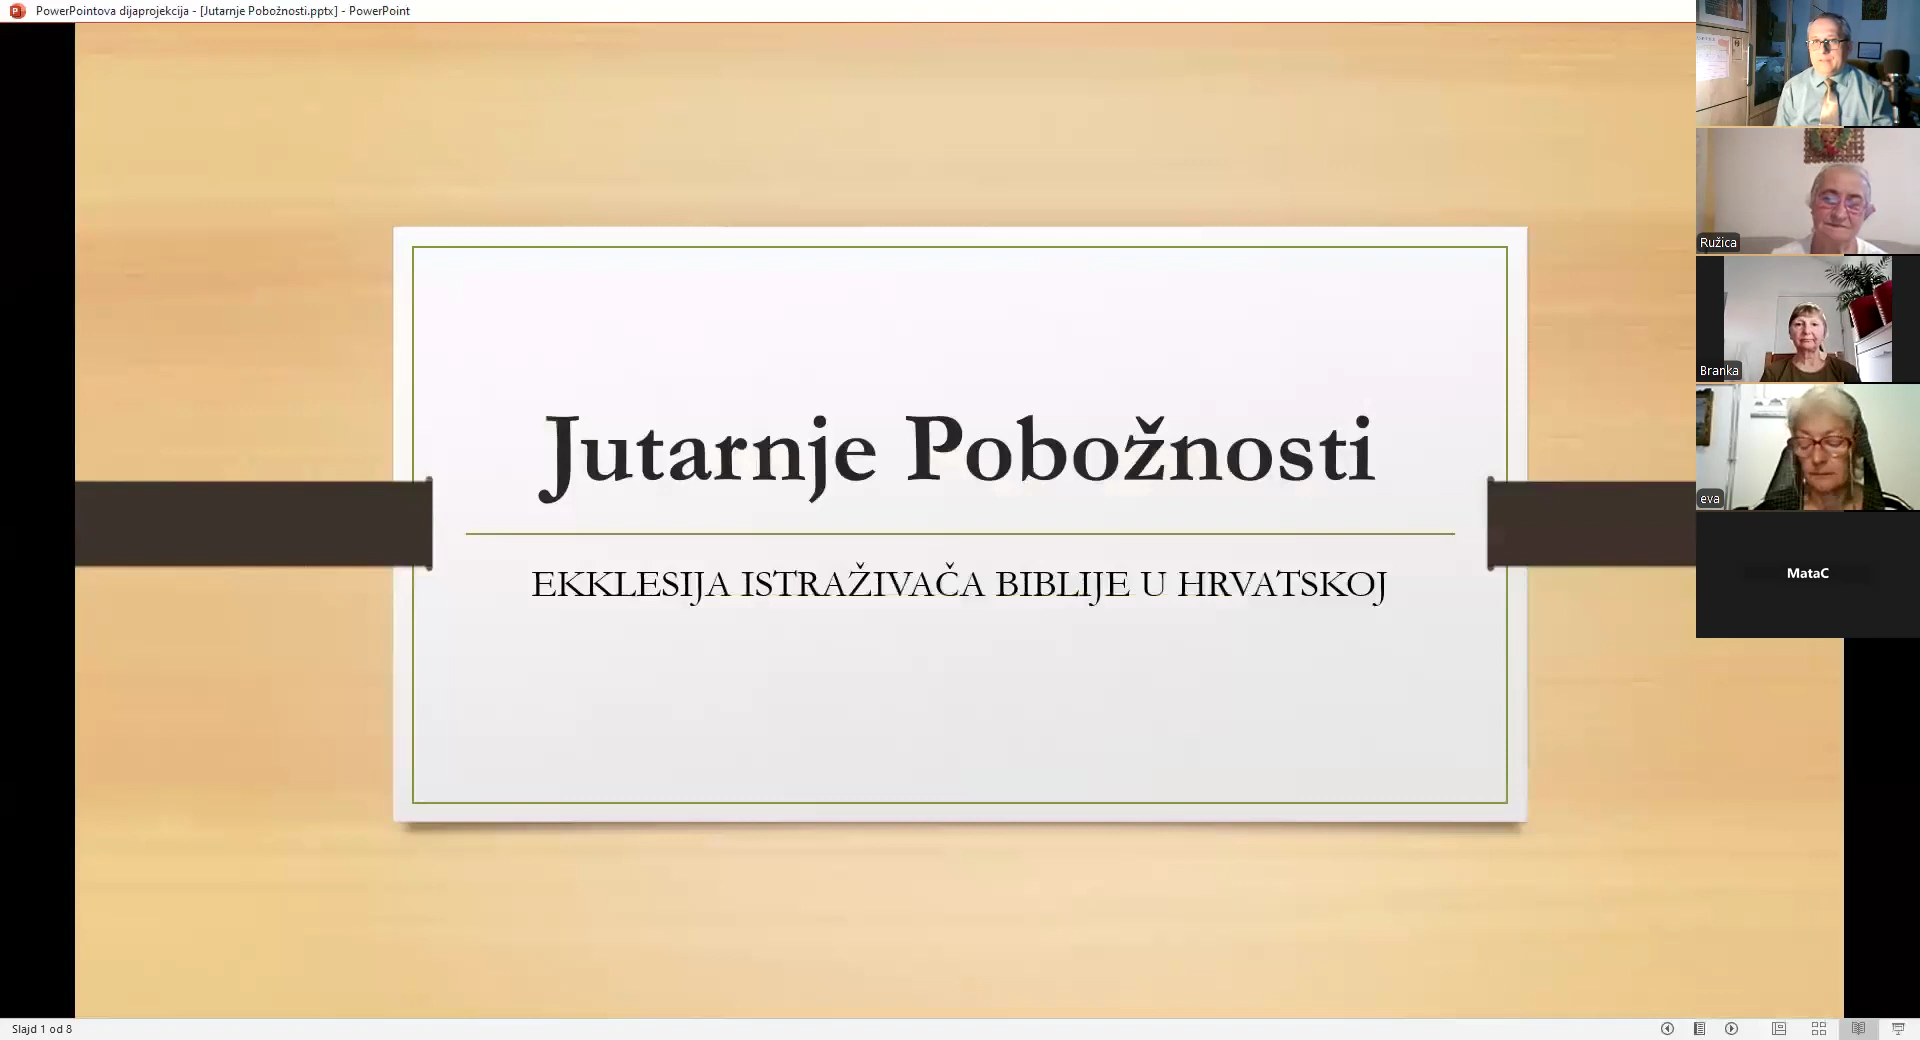 PowerPointova dijaprojekcija - [Jutarnje Pobožnosti.pptx] - PowerPoint
Jutarnje Pobožnosti
EKKLESIJA ISTRAŽIVAČA BIBLIJE U HRVATSKOJ
Ružica
Branka
eva
MataC
Slajd 1 od 8